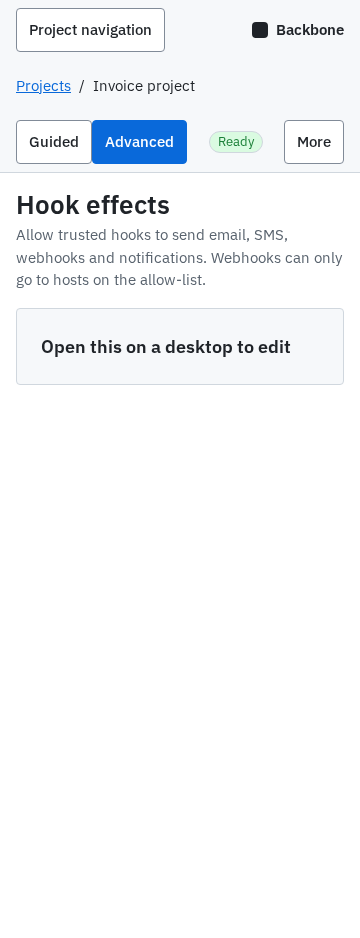 Project navigation
Backbone
Projects / Invoice project
Guided
Advanced
Ready
More
Hook effects
Allow trusted hooks to send email, SMS,
webhooks and notifications. Webhooks can only
go to hosts on the allow-list.
Open this on a desktop to edit